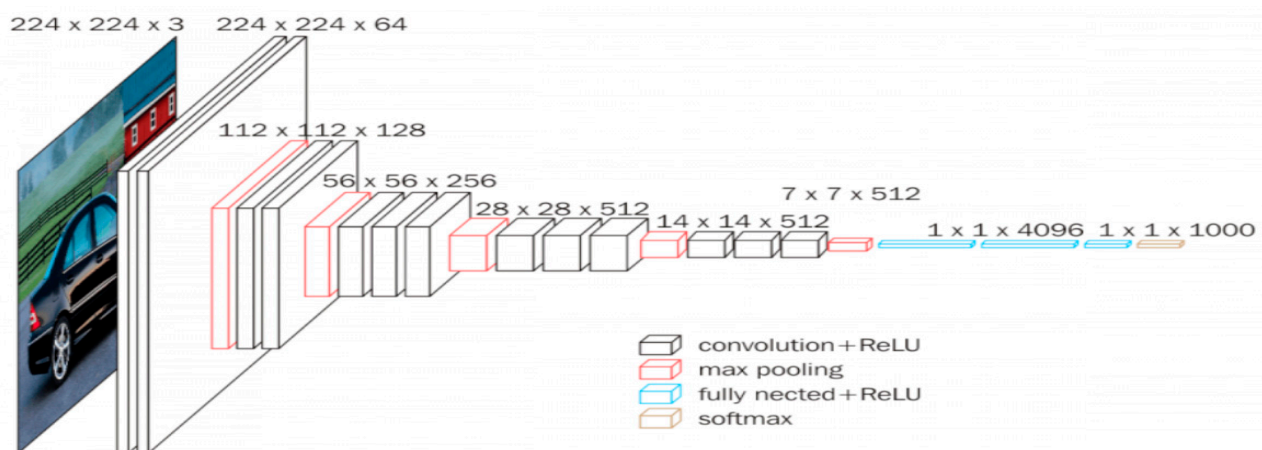 224 x 224 x 3
224 x 224 x 64
112 x 112 x 128
56 x 56 x 256
28 x 28 x 512
14 x 14 x 512
7 x 7 x 512
1 x 1 x 4096
1 x 1 x 1000
convolution+ReLU
max pooling
fully nected+ReLU
softmax